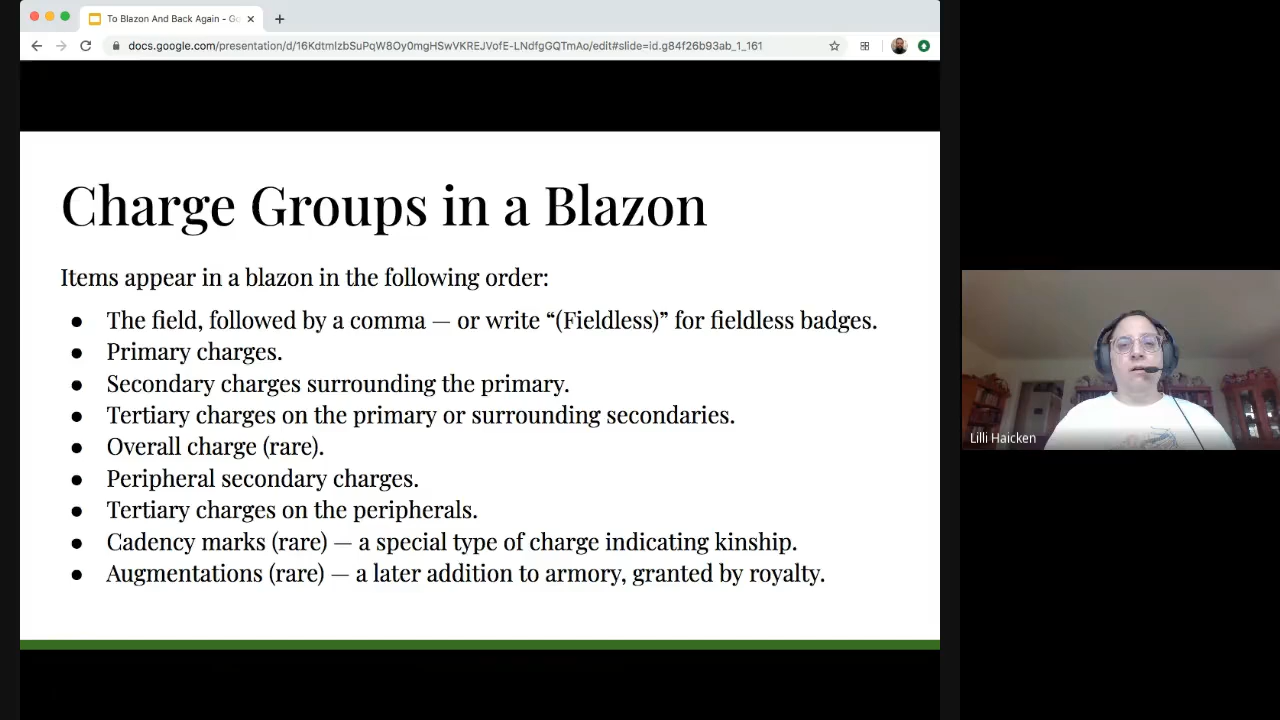 To Blazon And Back Again - Go
docs.google.com/presentation/d/16KdtmIzbSuPqW8Oy0mgHSwVKREJVofE-LNdfgGQTmAo/edit#slide=id.g84f26b93ab_1_161
Charge Groups in a Blazon
Items appear in a blazon in the following order:
● The field, followed by a comma — or write “(Fieldless)” for fieldless badges.
● Primary charges.
● Secondary charges surrounding the primary.
● Tertiary charges on the primary or surrounding secondaries.
● Overall charge (rare).
● Peripheral secondary charges.
● Tertiary charges on the peripherals.
● Cadency marks (rare) — a special type of charge indicating kinship.
● Augmentations (rare) — a later addition to armory, granted by royalty.
Lilli Haicken